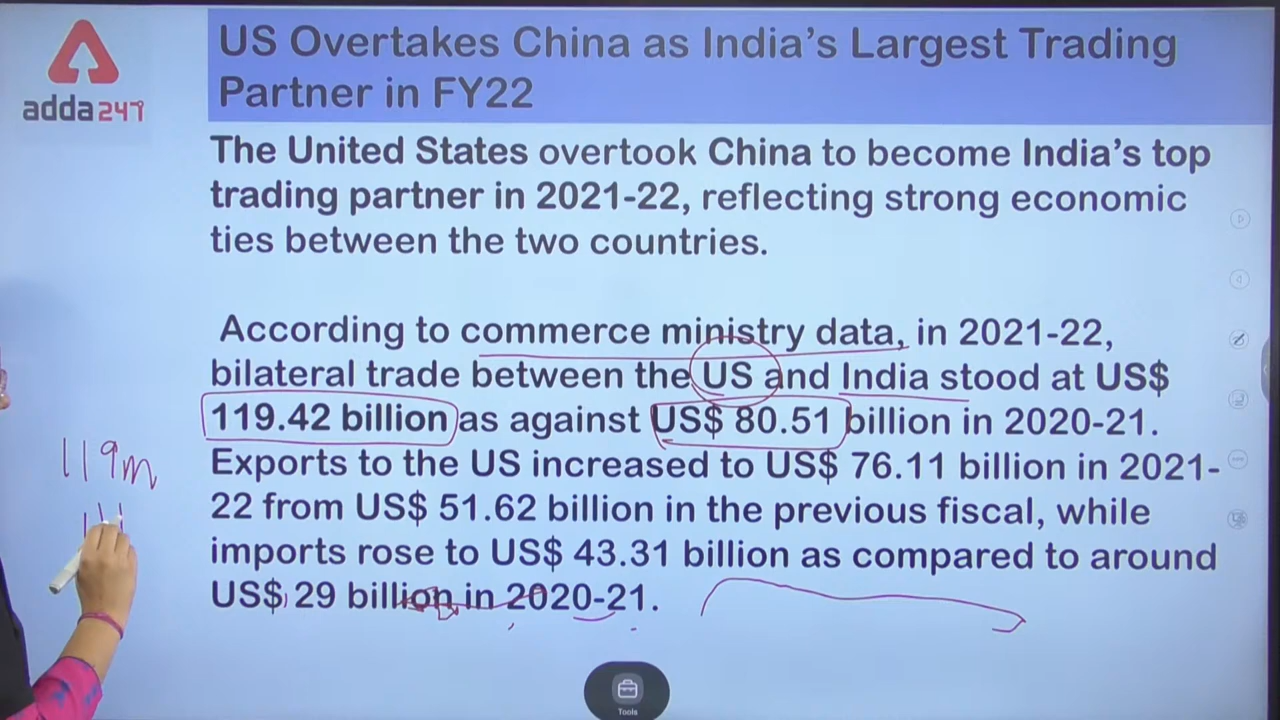 adda247
US Overtakes China as India's Largest Trading
Partner in FY22
The United States overtook China to become India's top
trading partner in 2021-22, reflecting strong economic
ties between the two countries.
According to commerce ministry data, in 2021-22,
bilateral trade between the US and India stood at US$
119.42 billion as against US$ 80.51 billion in 2020-21.
Exports to the US increased to US$ 76.11 billion in 2021-
22 from US$ 51.62 billion in the previous fiscal, while
imports rose to US$ 43.31 billion as compared to around
US$ 29 billion in 2020-21.
119m
Tools